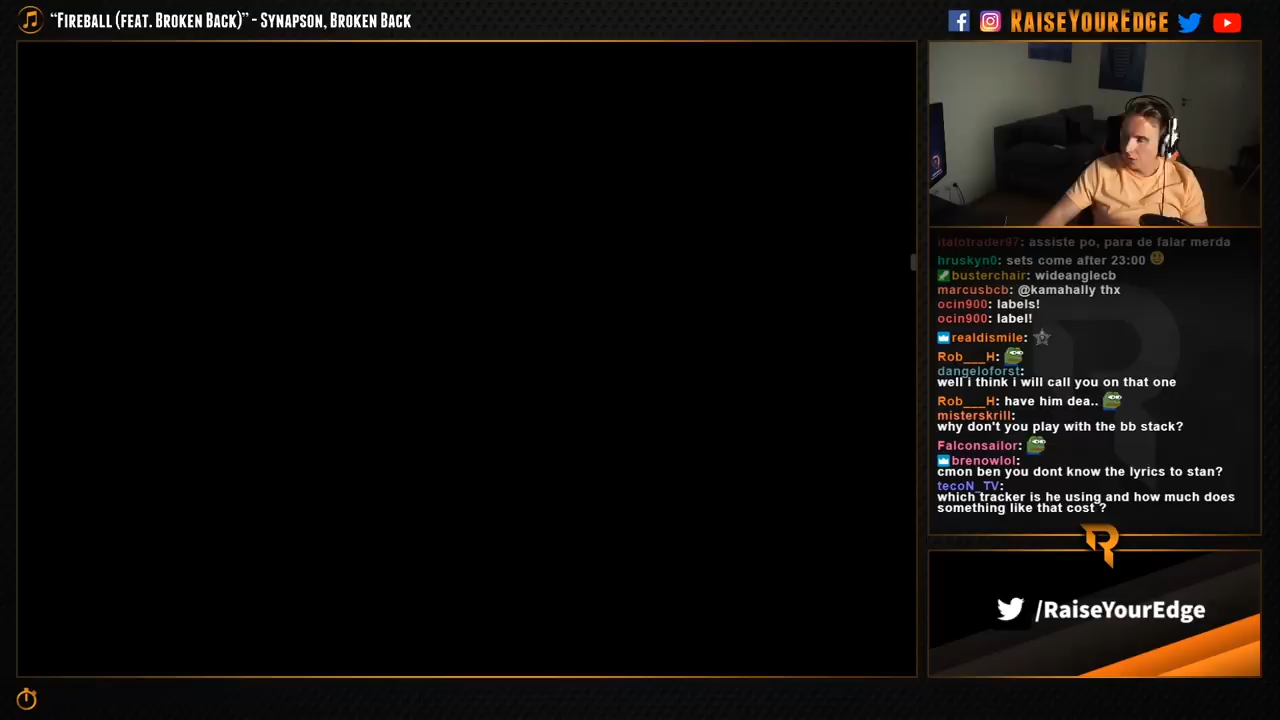 “Fireball (feat. Broken Back)” - Synapson, Broken Back
RaiseYourEdge
italotrader97: assiste po, para de falar merda
hruskyn0: sets come after 23:00
busterchair: wideanglecb
marcusbcb: @kamahally thx
ocin900: labels!
ocin900: label!
realdismile:
Rob___H:
dangeloforst:
well i think i will call you on that one
Rob___H: have him dea..
misterskrill:
why don't you play with the bb stack?
Falconsailor:
brenowlol:
cmon ben you dont know the lyrics to stan?
tecoN_TV:
which tracker is he using and how much does
something like that cost ?
/RaiseYourEdge